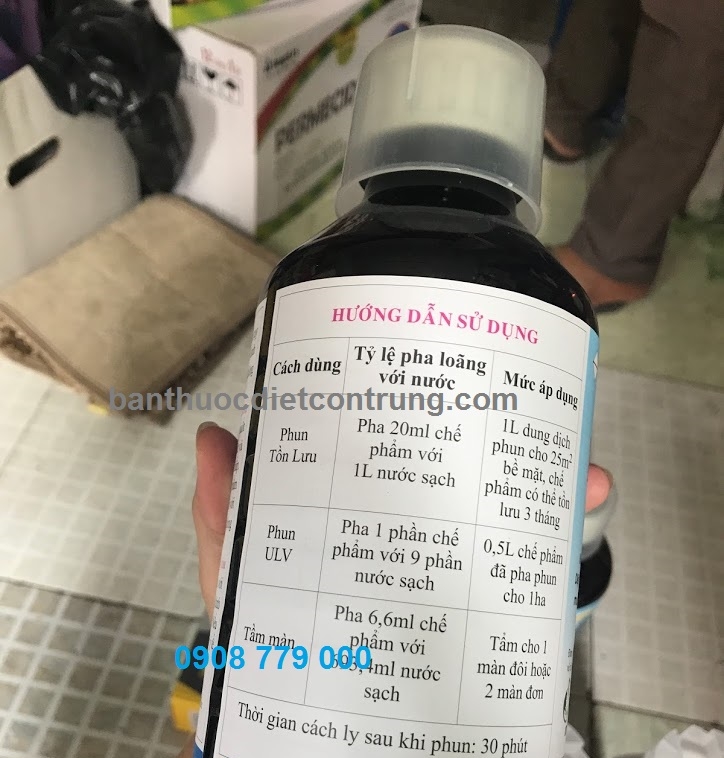 PERMECIDE
HƯỚNG DẪN SỬ DỤNG
Cách dùng
Tỷ lệ pha loãng
với nước
Mức áp dụng
banthuocdietcontrung.com
Phun
Tồn Lưu
Pha 20ml chế
phẩm với
1L nước sạch
1L dung dịch
phun cho 25m²
bề mặt, chế
phẩm có thể tồn
lưu 3 tháng
Phun
ULV
Pha 1 phần chế
phẩm với 9 phần
nước sạch
0,5L chế phẩm
đã pha phun
cho 1ha
Tẩm màn
Pha 6,6ml chế
phẩm với
593,4ml nước
sạch
Tẩm cho 1
màn đôi hoặc
2 màn đơn
0908 779 000
Thời gian cách ly sau khi phun: 30 phút